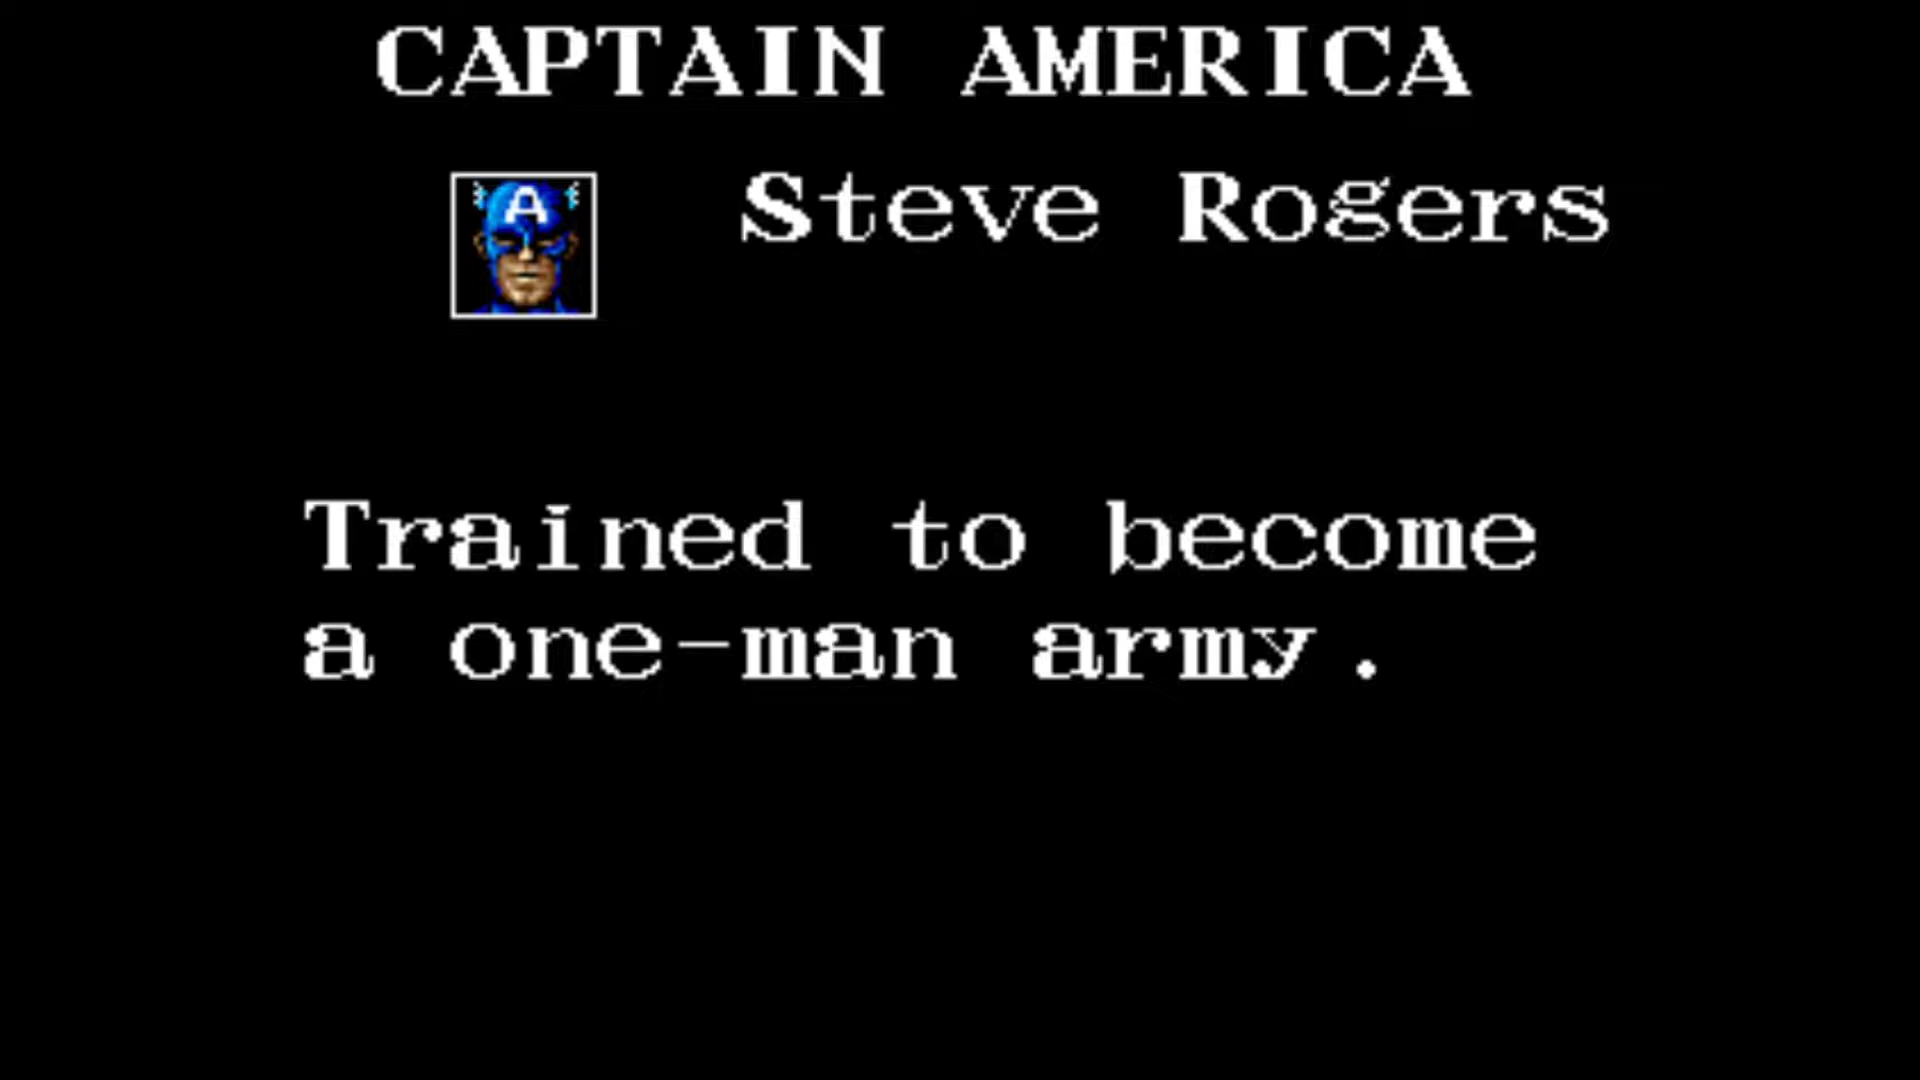 CAPTAIN AMERICA
A
Steve Rogers
Trained to become
a one-man army.